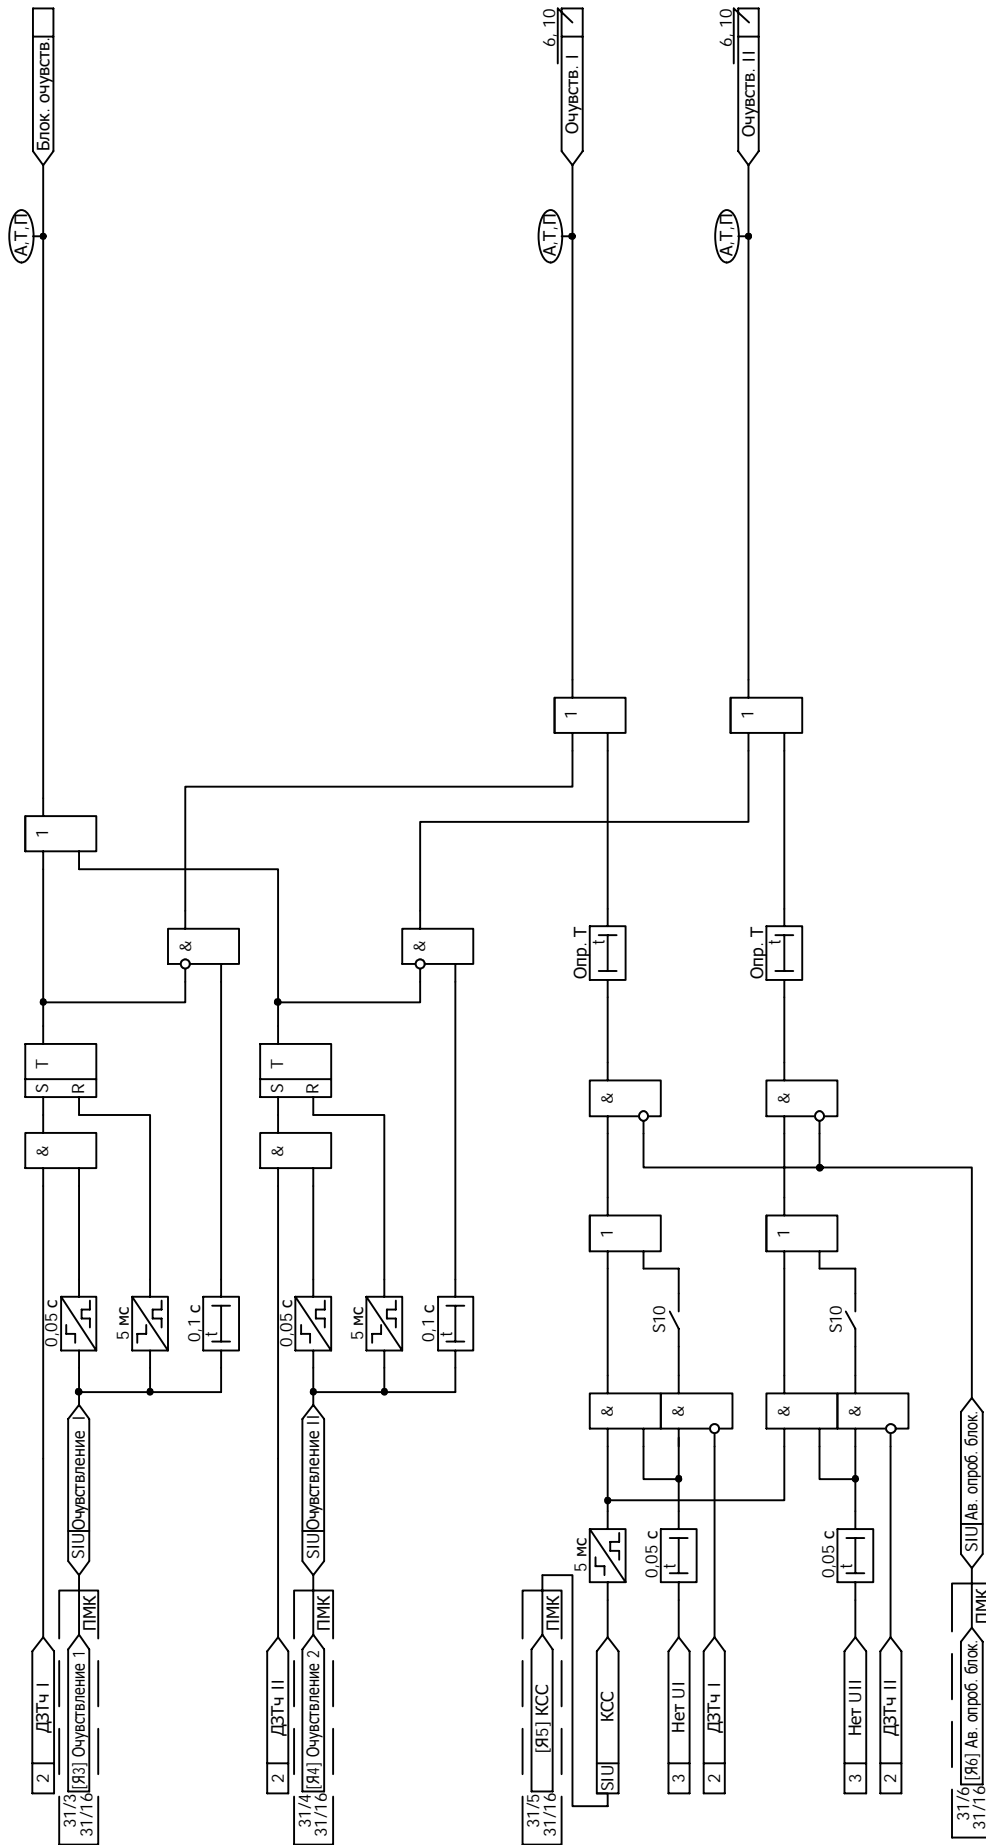 31/3
31/16
[Я3] Очувствление 1
ПМК
SIU Очувствление I
2 ДЗТч I
0,05 с
5 мс
0,1 с
t
&
S T
R
&
1
А,Т,П
Блок. очувств.
31/4
31/16
[Я4] Очувствление 2
ПМК
SIU Очувствление II
2 ДЗТч II
0,05 с
5 мс
0,1 с
t
&
S T
R
&
31/5
31/16
[Я5] КСС
ПМК
SIU КСС
5 мс
3 Нет UI
0,05 с
t
2 ДЗТч I
&
&
S10
1
&
Опр. T
t
1
А,Т,П
Очувств. I
6, 10
3 Нет UII
0,05 с
t
2 ДЗТч II
&
&
S10
1
&
Опр. T
t
1
А,Т,П
Очувств. II
6, 10
31/6
31/16
[Я6] Ав. опроб. блок.
ПМК
SIU Ав. опроб. блок.